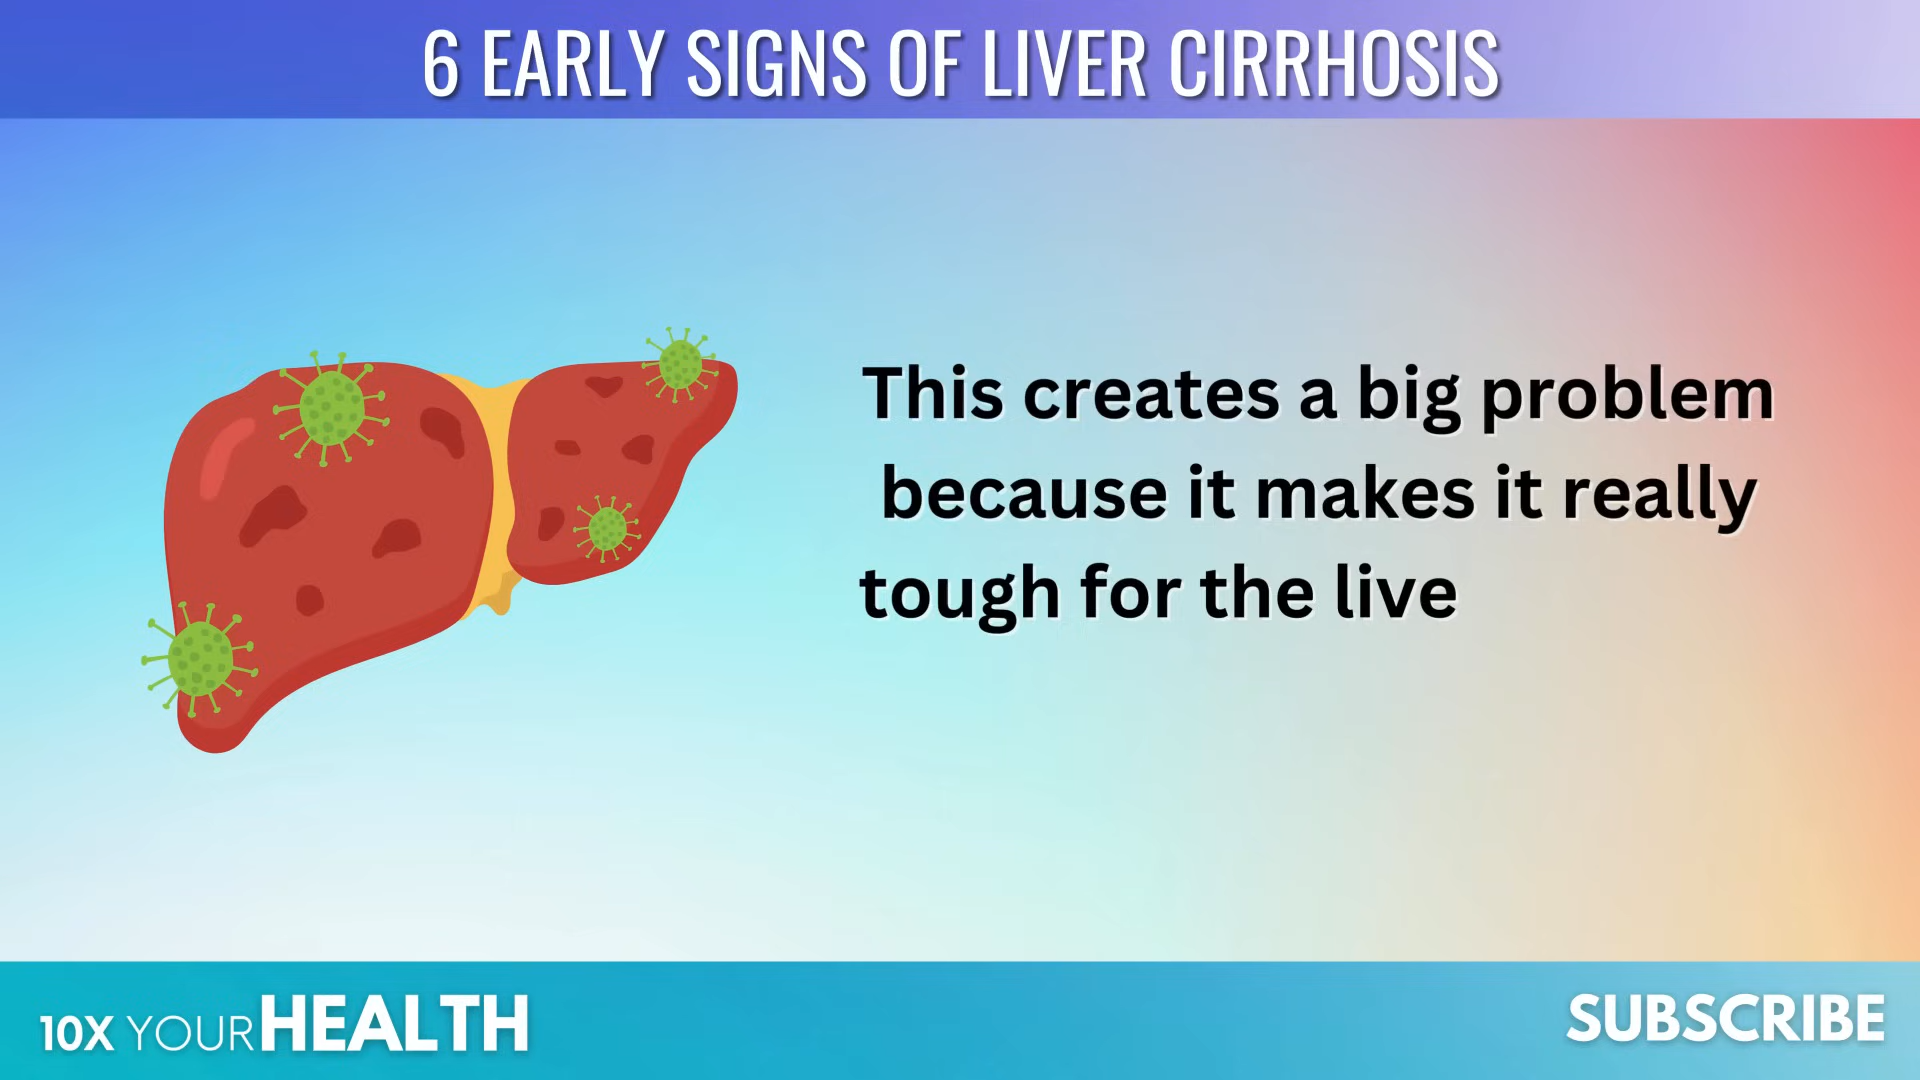 6 EARLY SIGNS OF LIVER CIRRHOSIS
This creates a big problem
because it makes it really
tough for the live
10X YOUR HEALTH
SUBSCRIBE